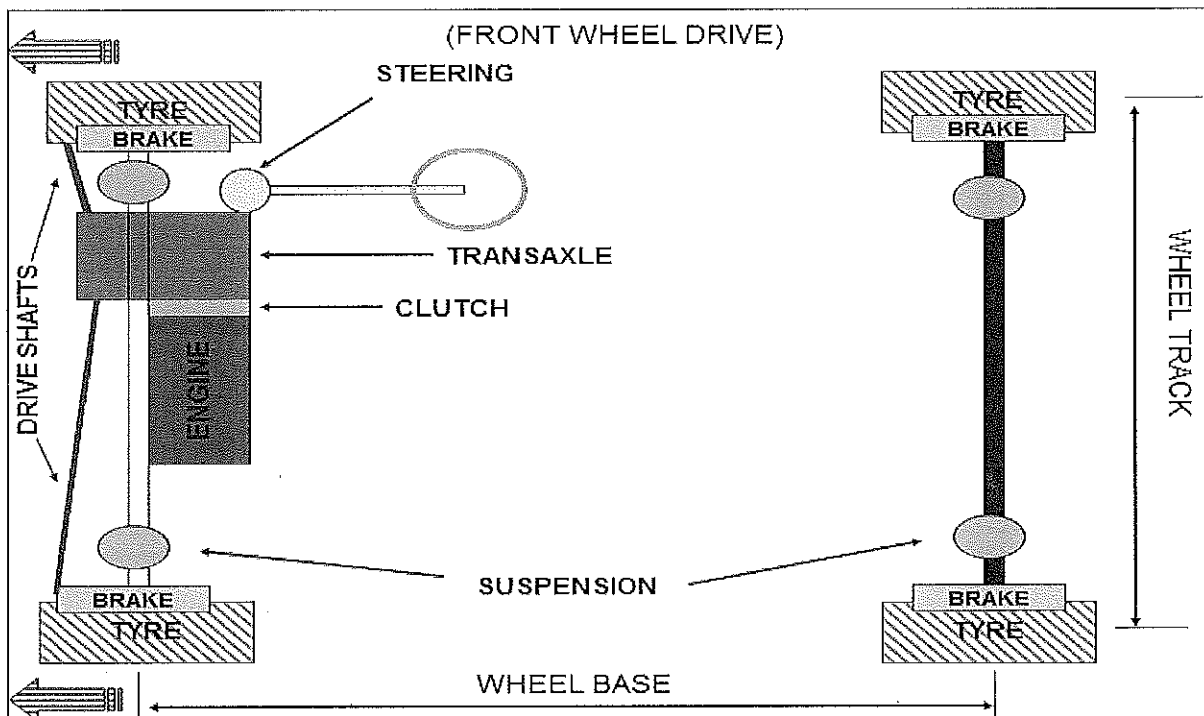 (FRONT WHEEL DRIVE)
STEERING
TYRE
BRAKE
TYRE
BRAKE
TRANSAXLE
CLUTCH
DRIVE SHAFTS
ENGINE
WHEEL TRACK
SUSPENSION
BRAKE
TYRE
BRAKE
TYRE
WHEEL BASE